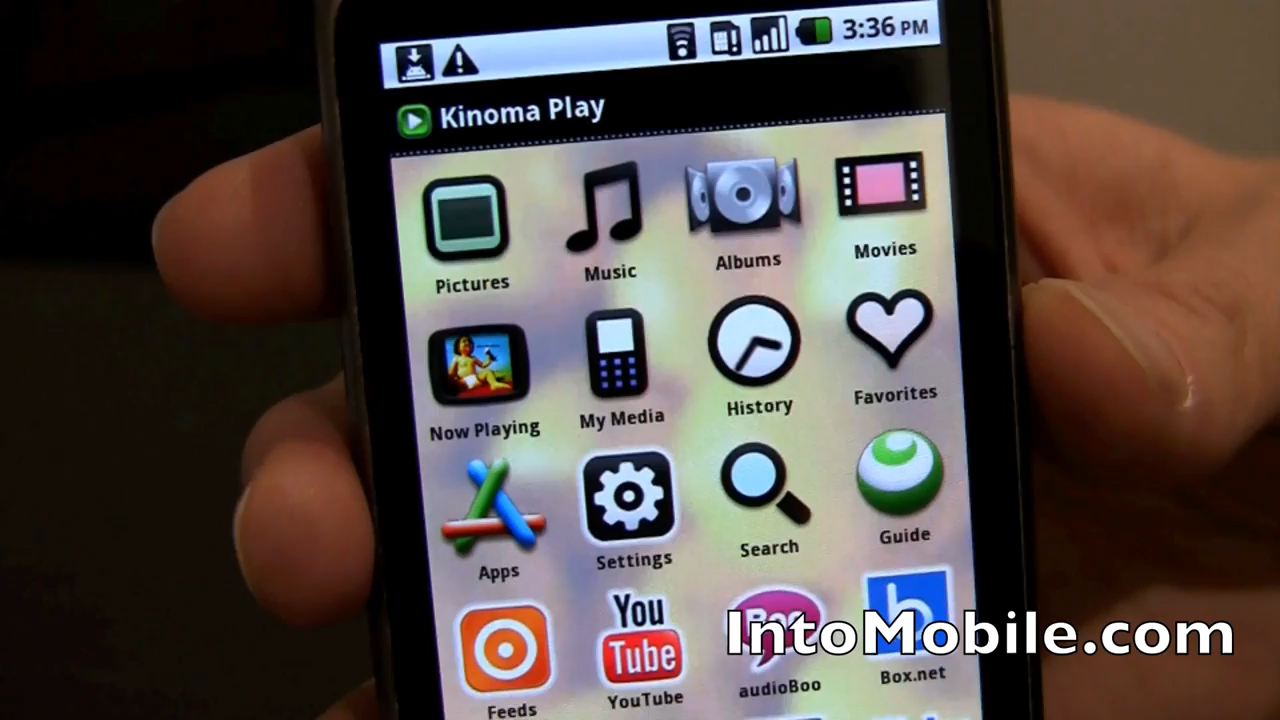 3:36 PM
Kinoma Play
Pictures
Music
Albums
Movies
Now Playing
My Media
History
Favorites
Apps
Settings
Search
Guide
You
Tube
Boo
b
IntoMobile.com
Feeds
YouTube
audioBoo
Box.net